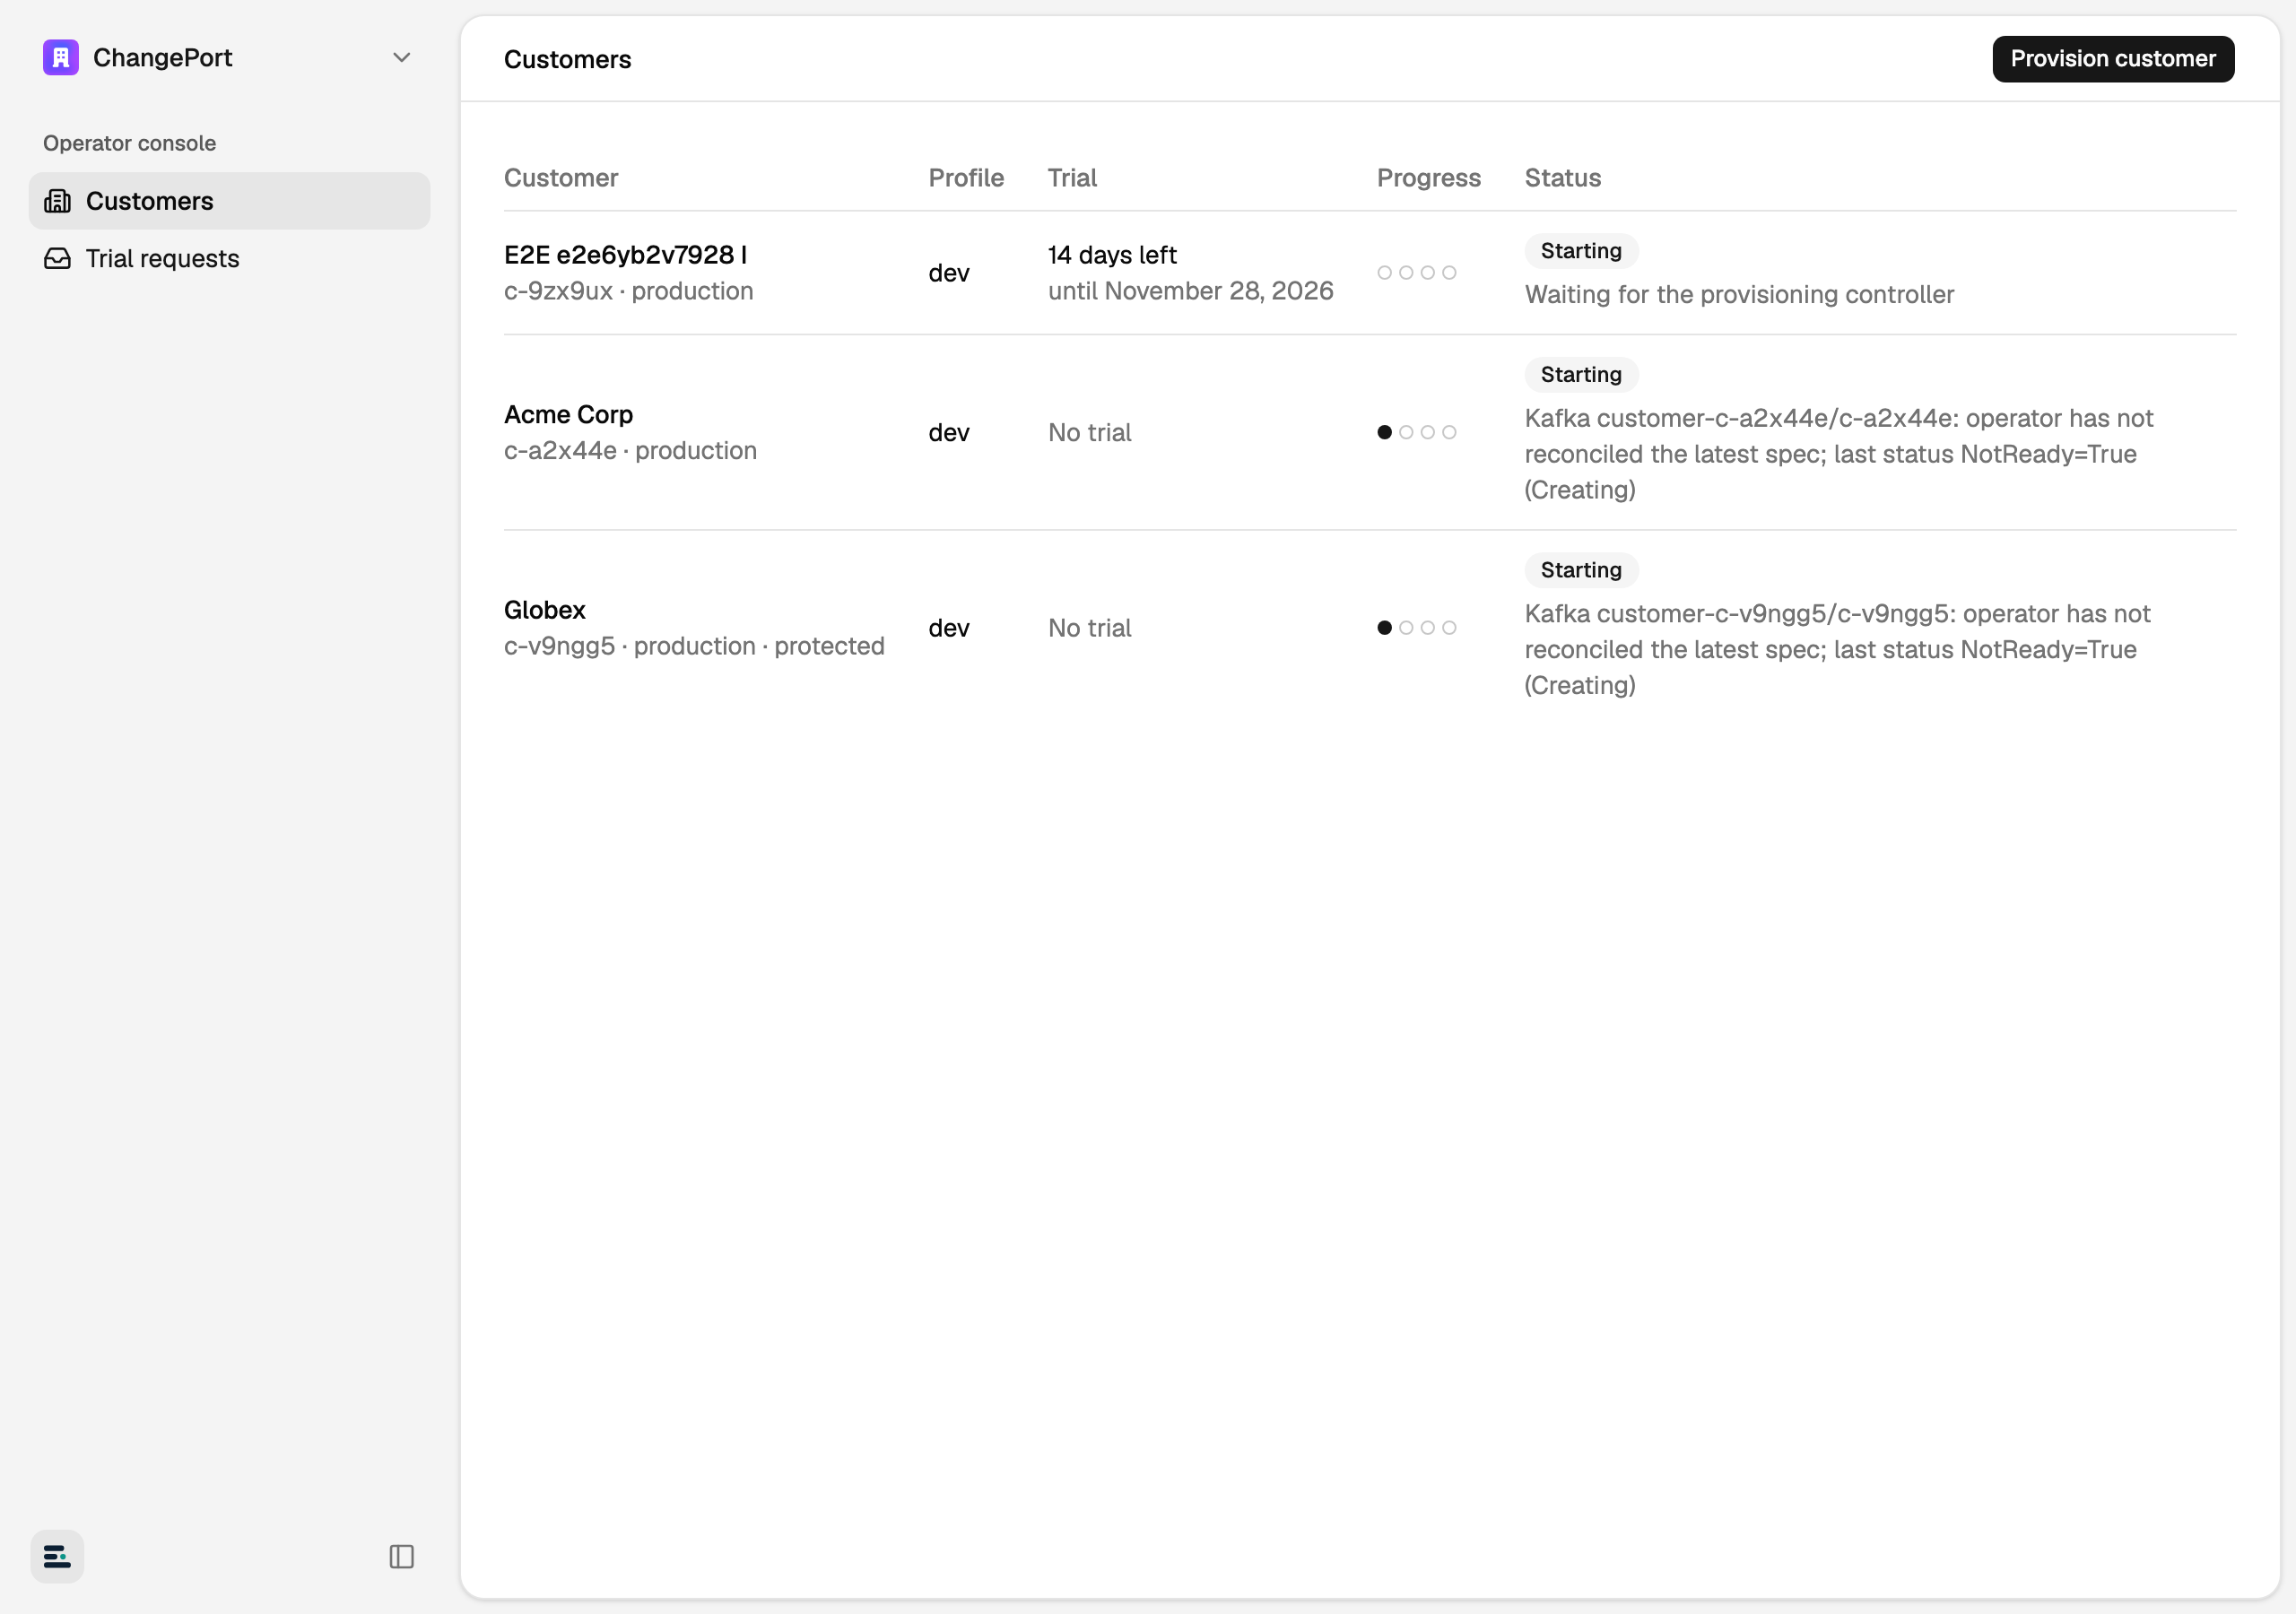 ChangePort
Operator console
Customers
Trial requests
Customers
Provision customer
Customer Profile Trial Progress Status
E2E e2e6yb2v7928 I
c-9zx9ux · production
dev
14 days left
until November 28, 2026
Starting
Waiting for the provisioning controller
Acme Corp
c-a2x44e · production
dev
No trial
Starting
Kafka customer-c-a2x44e/c-a2x44e: operator has not
reconciled the latest spec; last status NotReady=True
(Creating)
Globex
c-v9ngg5 · production · protected
dev
No trial
Starting
Kafka customer-c-v9ngg5/c-v9ngg5: operator has not
reconciled the latest spec; last status NotReady=True
(Creating)